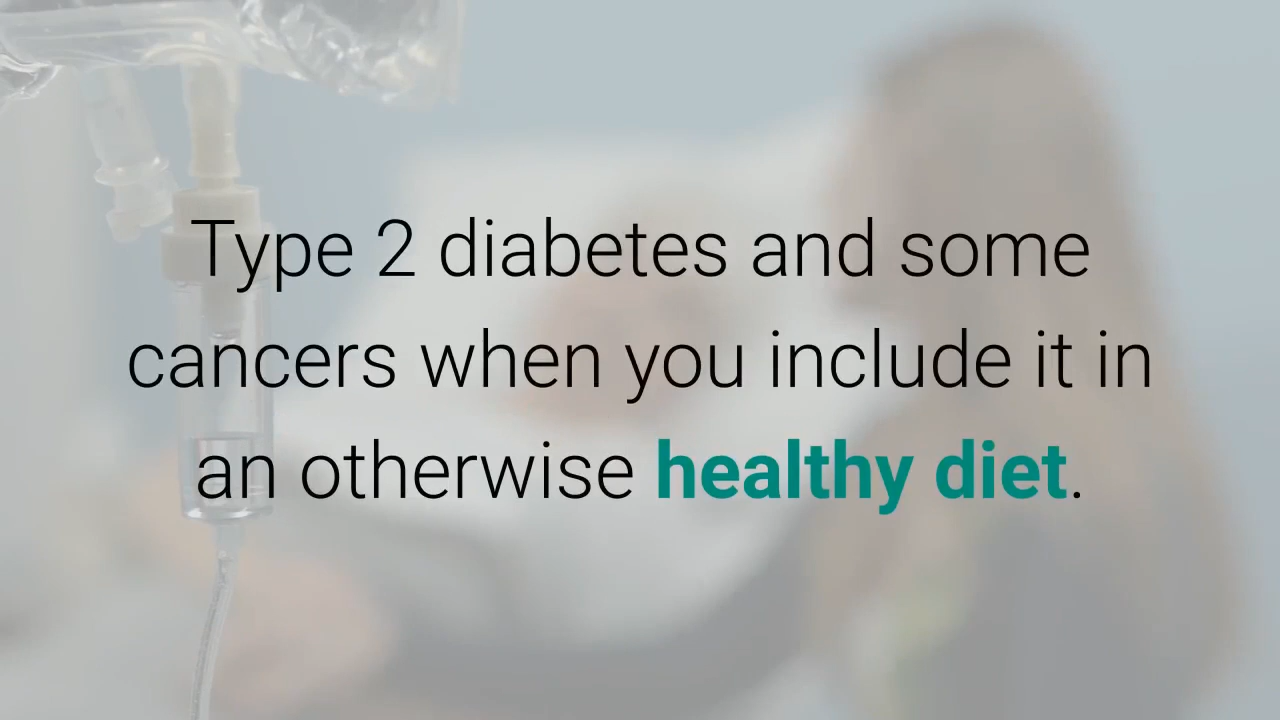 Type 2 diabetes and some
cancers when you include it in
an otherwise healthy diet.